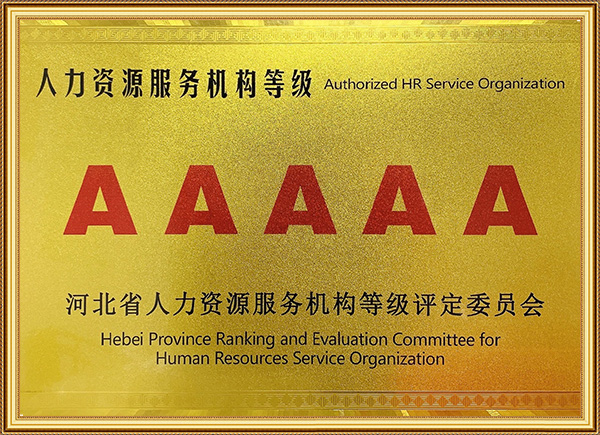 人力资源服务机构等级 Authorized HR Service Organization
AAAAA
河北省人力资源服务机构等级评定委员会
Hebei Province Ranking and Evaluation Committee for
Human Resources Service Organization